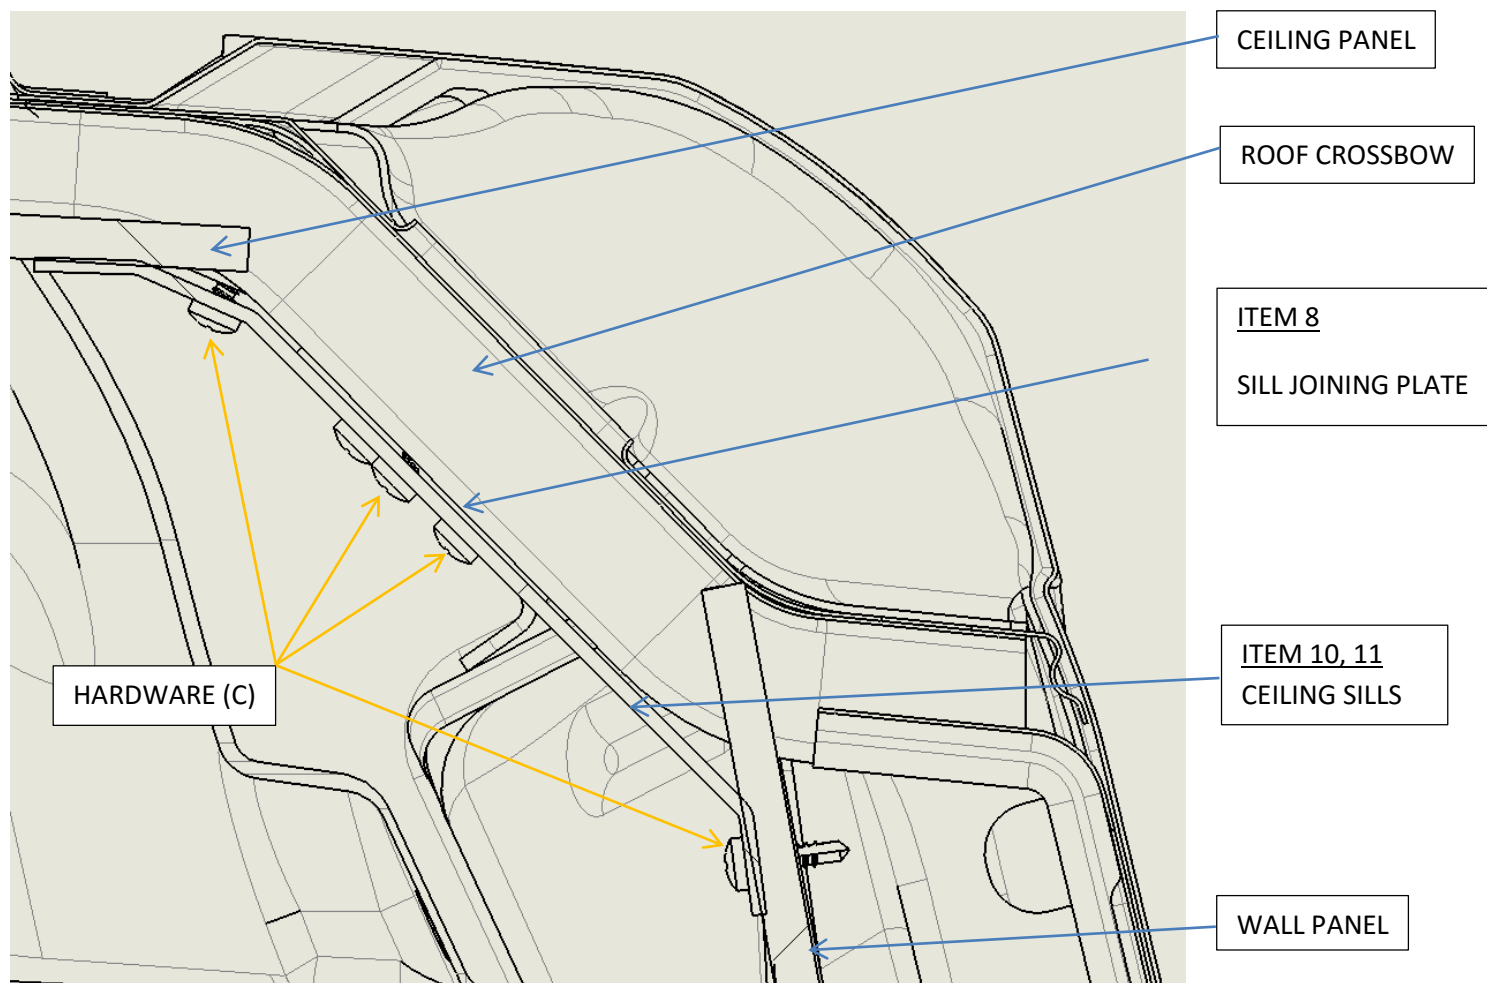 CEILING PANEL
ROOF CROSSBOW
ITEM 8
SILL JOINING PLATE
ITEM 10, 11
CEILING SILLS
HARDWARE (C)
WALL PANEL